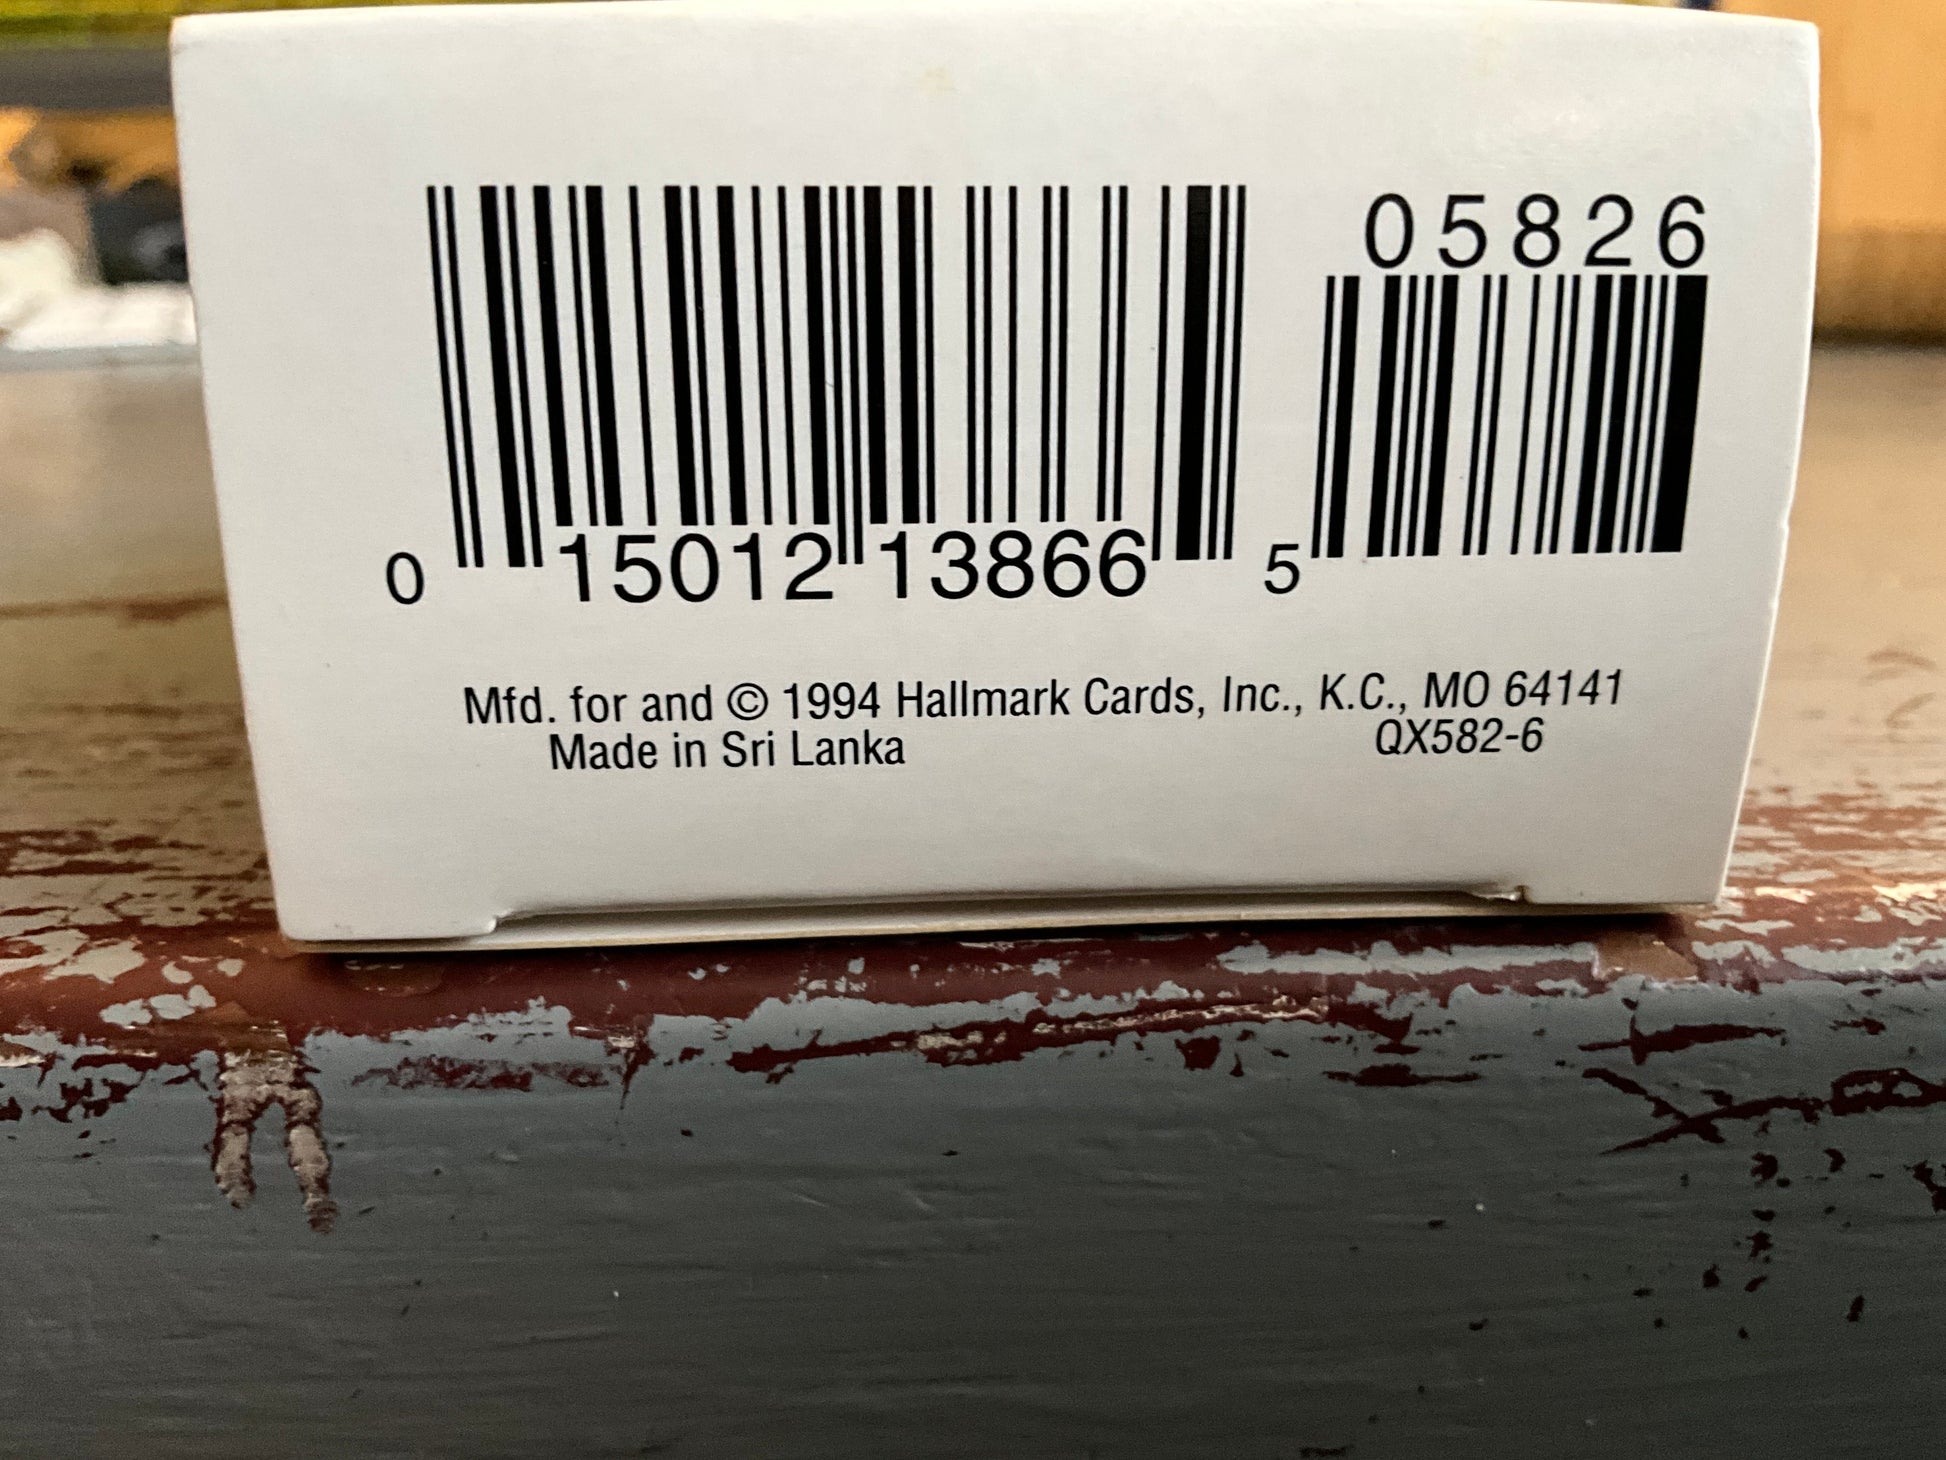 05826
0 15012 13866 5
Mfd. for and © 1994 Hallmark Cards, Inc., K.C., MO 64141
Made in Sri Lanka QX582-6